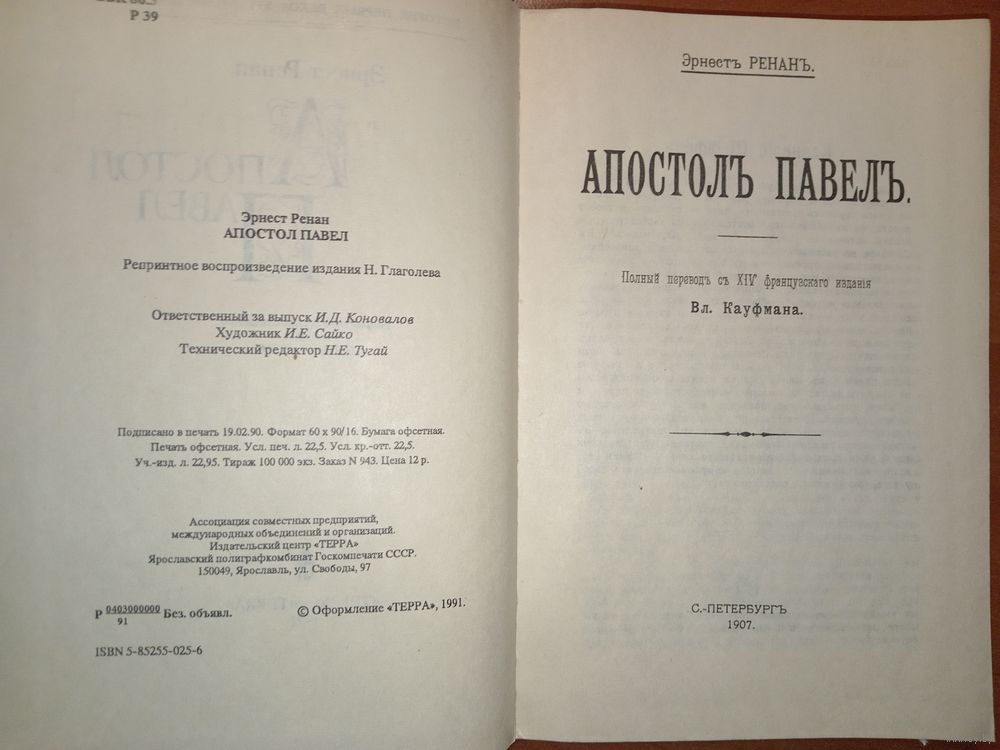 Р 39
Эрнест Ренан
АПОСТОЛ ПАВЕЛ
Репринтное воспроизведение издания Н. Глаголева
Ответственный за выпуск И.Д. Коновалов
Художник И.Е. Сайко
Технический редактор Н.Е. Тугай
Подписано в печать 19.02.90. Формат 60 x 90/16. Бумага офсетная.
Печать офсетная. Усл. печ. л. 22,5. Усл. кр.-отт. 22,5.
Уч.-изд. л. 22,95. Тираж 100 000 экз. Заказ N 943. Цена 12 р.
Ассоциация совместных предприятий,
международных объединений и организаций.
Издательский центр «ТЕРРА»
Ярославский полиграфкомбинат Госкомпечати СССР.
150049, Ярославль, ул. Свободы, 97
Р 0403000000 Без. объявл.
91
© Оформление «ТЕРРА», 1991.
ISBN 5-85255-025-6
Эрнестъ РЕНАНЪ.
АПОСТОЛЪ ПАВЕЛЪ.
Полный переводъ съ XIV французскаго изданія
Вл. Кауфмана.
С.-ПЕТЕРБУРГЪ
1907.